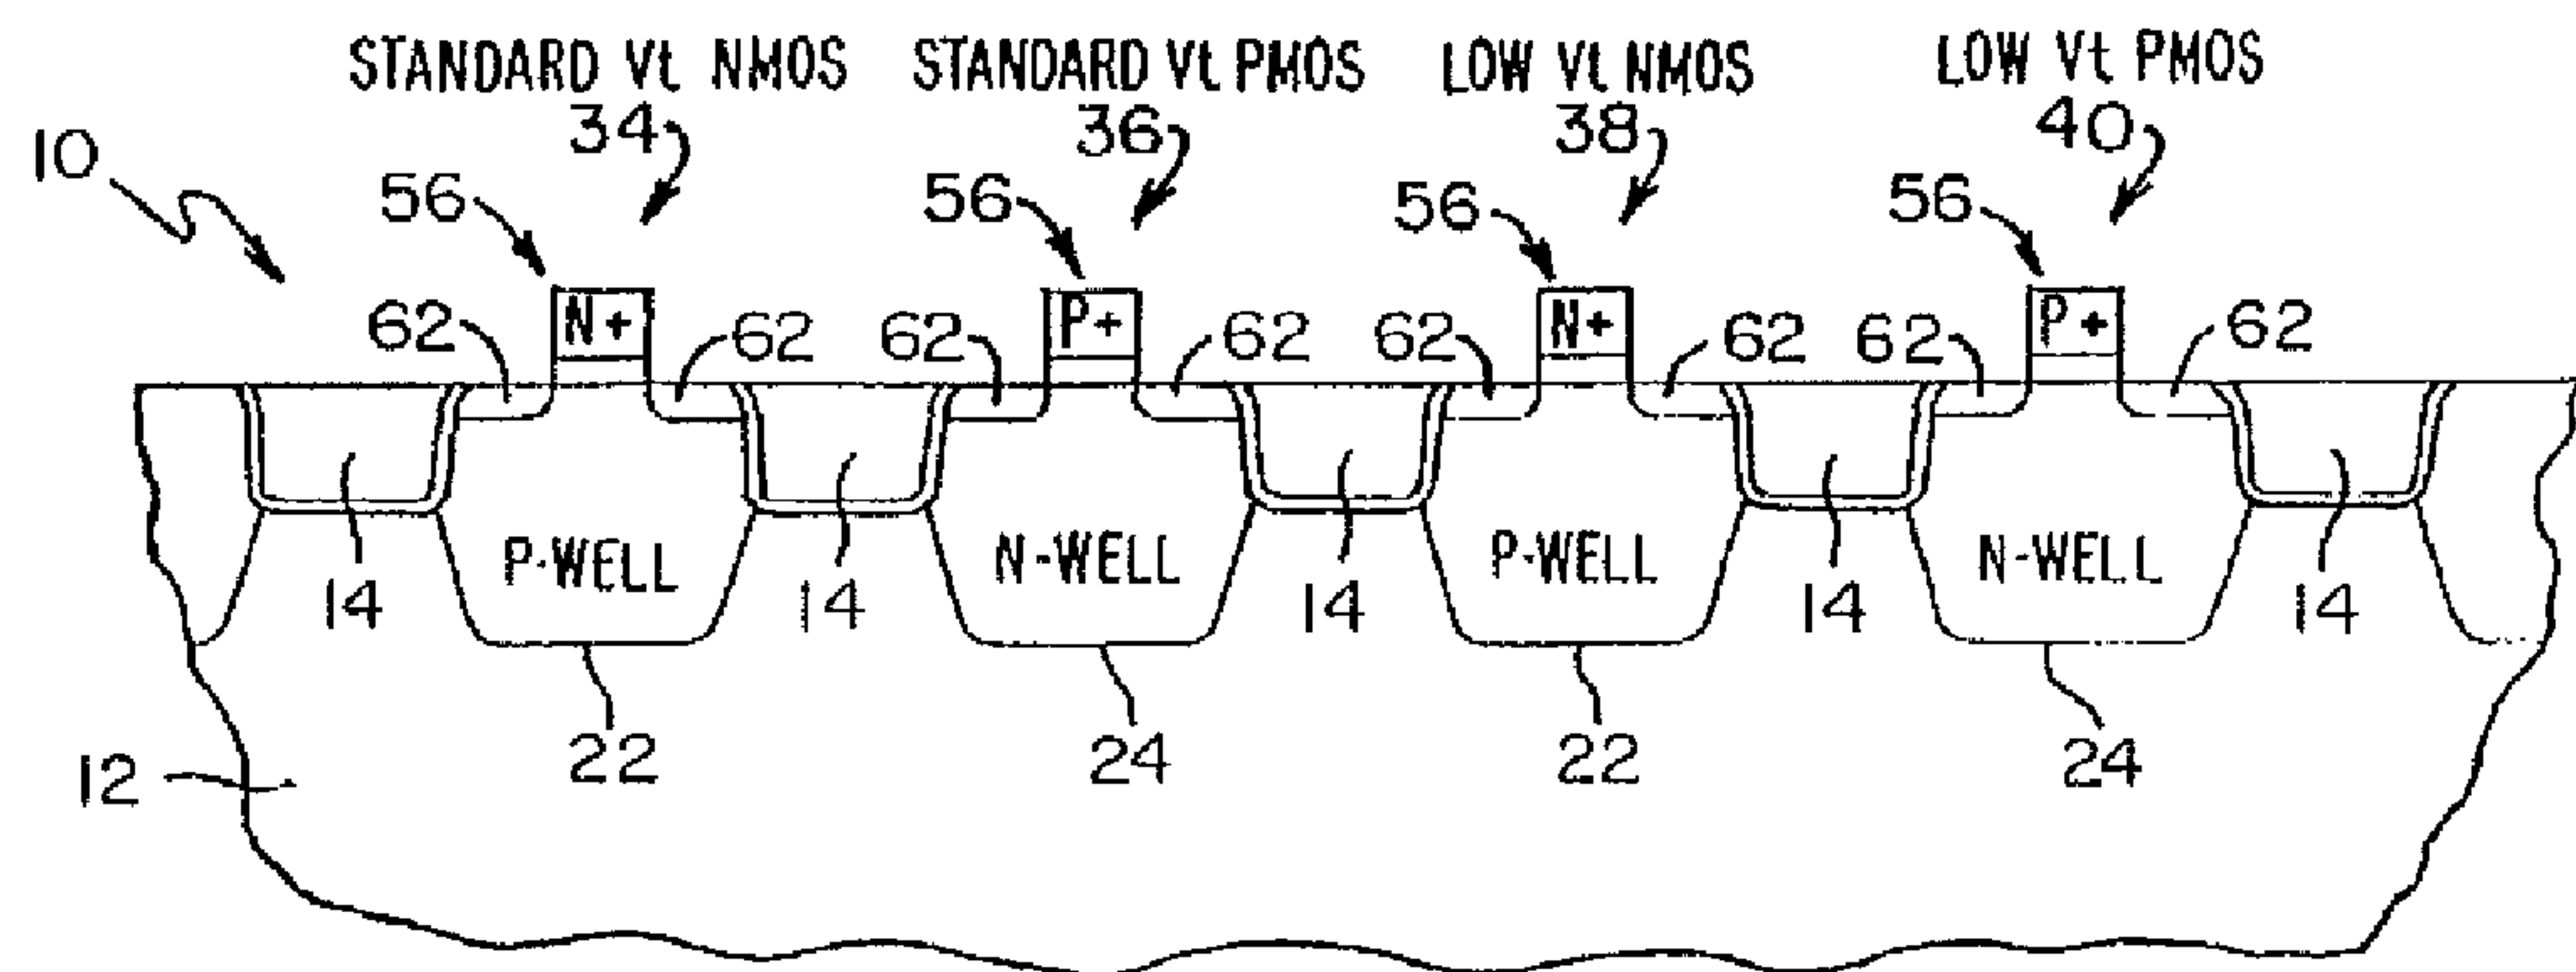 STANDARD Vt NMOS STANDARD Vt PMOS LOW Vt NMOS LOW Vt PMOS
34 36 38 40
10
56 56 56 56
N+ P+ N+ P+
62 62 62 62 62 62 62 62
P-WELL N-WELL P-WELL N-WELL
14 14 14 14 14
22 24 22 24
12